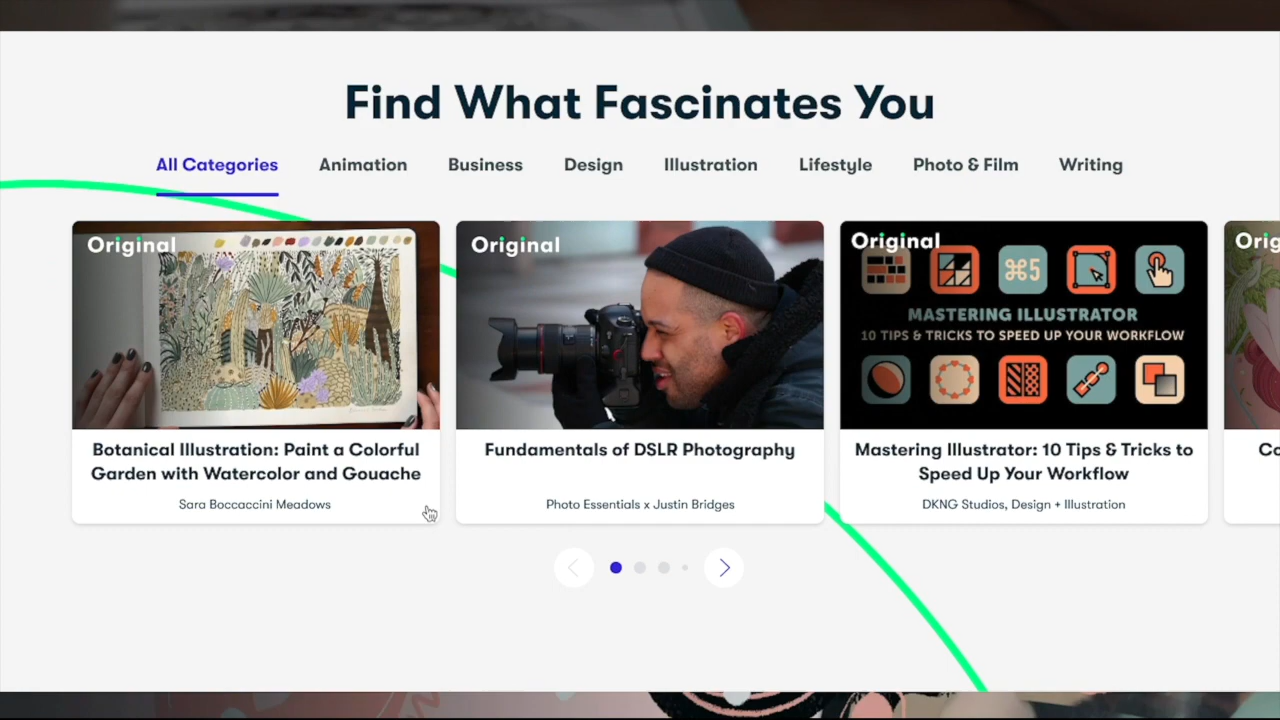 Find What Fascinates You
All Categories Animation Business Design Illustration Lifestyle Photo & Film Writing
Original
Botanical Illustration: Paint a Colorful
Garden with Watercolor and Gouache
Sara Boccaccini Meadows
Original
Fundamentals of DSLR Photography
Photo Essentials x Justin Bridges
Original
⌘5
MASTERING ILLUSTRATOR
10 TIPS & TRICKS TO SPEED UP YOUR WORKFLOW
Mastering Illustrator: 10 Tips & Tricks to
Speed Up Your Workflow
DKNG Studios, Design + Illustration